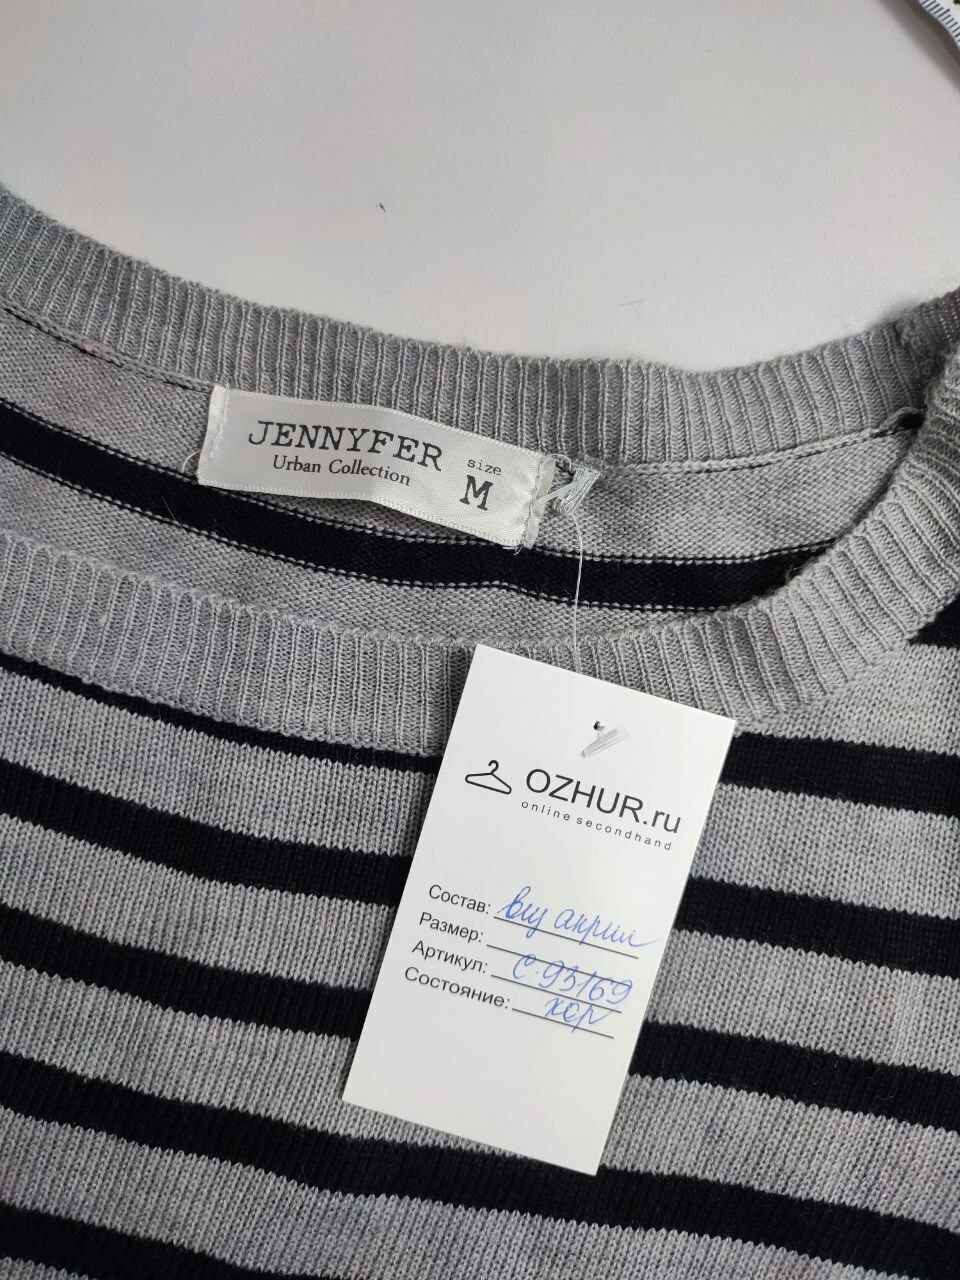 JENNYFER
Urban Collection
size
M
OZHUR.ru
online secondhand
Состав: виз акрил
Размер:
Артикул: С-93169
Состояние: хор